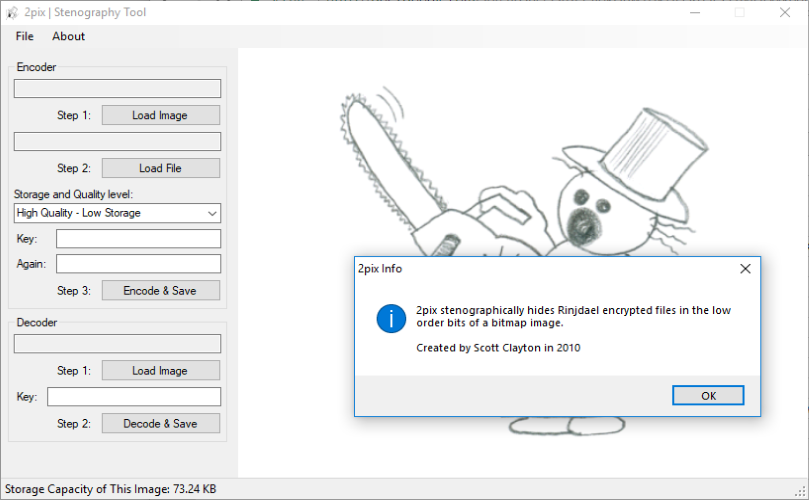 2pix | Stenography Tool
File About
Encoder
Step 1: Load Image
Step 2: Load File
Storage and Quality level:
High Quality - Low Storage
Key:
Again:
Step 3: Encode & Save
Decoder
Step 1: Load Image
Key:
Step 2: Decode & Save
2pix Info
2pix stenographically hides Rinjdael encrypted files in the low
order bits of a bitmap image.
Created by Scott Clayton in 2010
OK
Storage Capacity of This Image: 73.24 KB